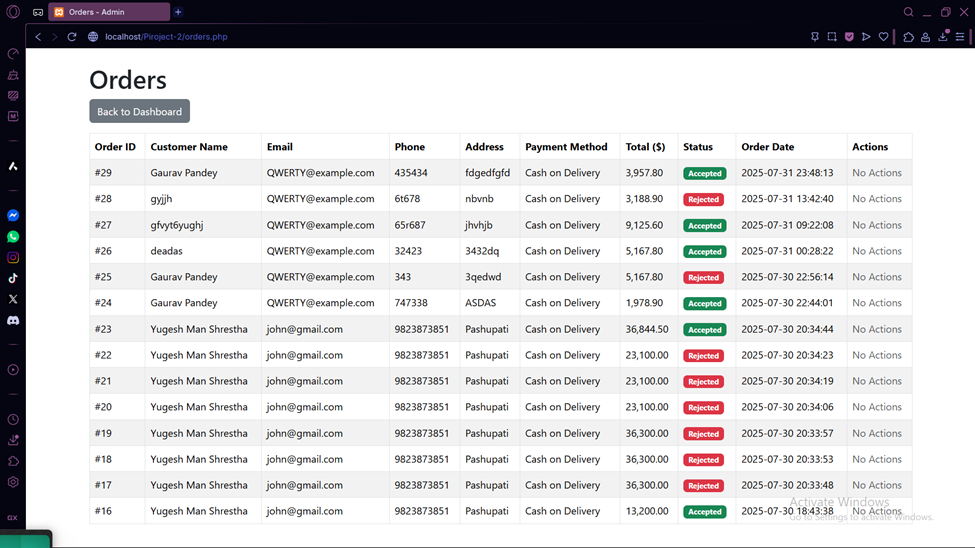 Orders - Admin
localhost/Piroject-2/orders.php
Orders
Back to Dashboard
Order ID Customer Name Email Phone Address Payment Method Total ($) Status Order Date Actions
#29 Gaurav Pandey QWERTY@example.com 435434 fdgedfgfd Cash on Delivery 3,957.80 Accepted 2025-07-31 23:48:13 No Actions
#28 gyjjh QWERTY@example.com 6t678 nbvnb Cash on Delivery 3,188.90 Rejected 2025-07-31 13:42:40 No Actions
#27 gfvyt6yughj QWERTY@example.com 65r687 jhvhjb Cash on Delivery 9,125.60 Accepted 2025-07-31 09:22:08 No Actions
#26 deadas QWERTY@example.com 32423 3432dq Cash on Delivery 5,167.80 Accepted 2025-07-31 00:28:22 No Actions
#25 Gaurav Pandey QWERTY@example.com 343 3qedwd Cash on Delivery 5,167.80 Rejected 2025-07-30 22:56:14 No Actions
#24 Gaurav Pandey QWERTY@example.com 747338 ASDAS Cash on Delivery 1,978.90 Accepted 2025-07-30 22:44:01 No Actions
#23 Yugesh Man Shrestha john@gmail.com 9823873851 Pashupati Cash on Delivery 36,844.50 Accepted 2025-07-30 20:34:44 No Actions
#22 Yugesh Man Shrestha john@gmail.com 9823873851 Pashupati Cash on Delivery 23,100.00 Rejected 2025-07-30 20:34:23 No Actions
#21 Yugesh Man Shrestha john@gmail.com 9823873851 Pashupati Cash on Delivery 23,100.00 Rejected 2025-07-30 20:34:19 No Actions
#20 Yugesh Man Shrestha john@gmail.com 9823873851 Pashupati Cash on Delivery 23,100.00 Rejected 2025-07-30 20:34:06 No Actions
#19 Yugesh Man Shrestha john@gmail.com 9823873851 Pashupati Cash on Delivery 36,300.00 Rejected 2025-07-30 20:33:57 No Actions
#18 Yugesh Man Shrestha john@gmail.com 9823873851 Pashupati Cash on Delivery 36,300.00 Rejected 2025-07-30 20:33:53 No Actions
#17 Yugesh Man Shrestha john@gmail.com 9823873851 Pashupati Cash on Delivery 36,300.00 Rejected 2025-07-30 20:33:48 No Actions
#16 Yugesh Man Shrestha john@gmail.com 9823873851 Pashupati Cash on Delivery 13,200.00 Accepted 2025-07-30 18:43:38 No Actions
Activate Windows
Go to Settings to activate Windows.